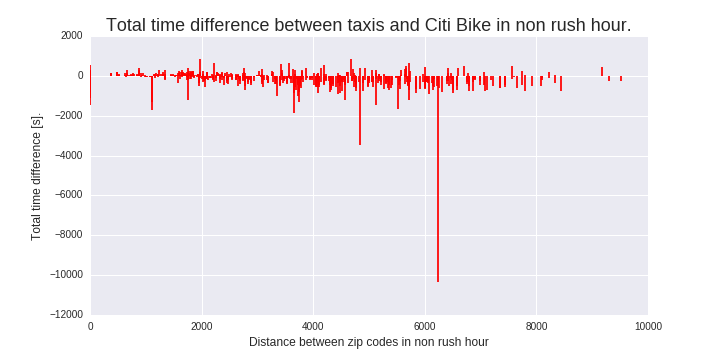 Total time difference between taxis and Citi Bike in non rush hour.
2000
0
−2000
−4000
−6000
−8000
−10000
−12000
Total time difference [s].
0 2000 4000 6000 8000 10000
Distance between zip codes in non rush hour